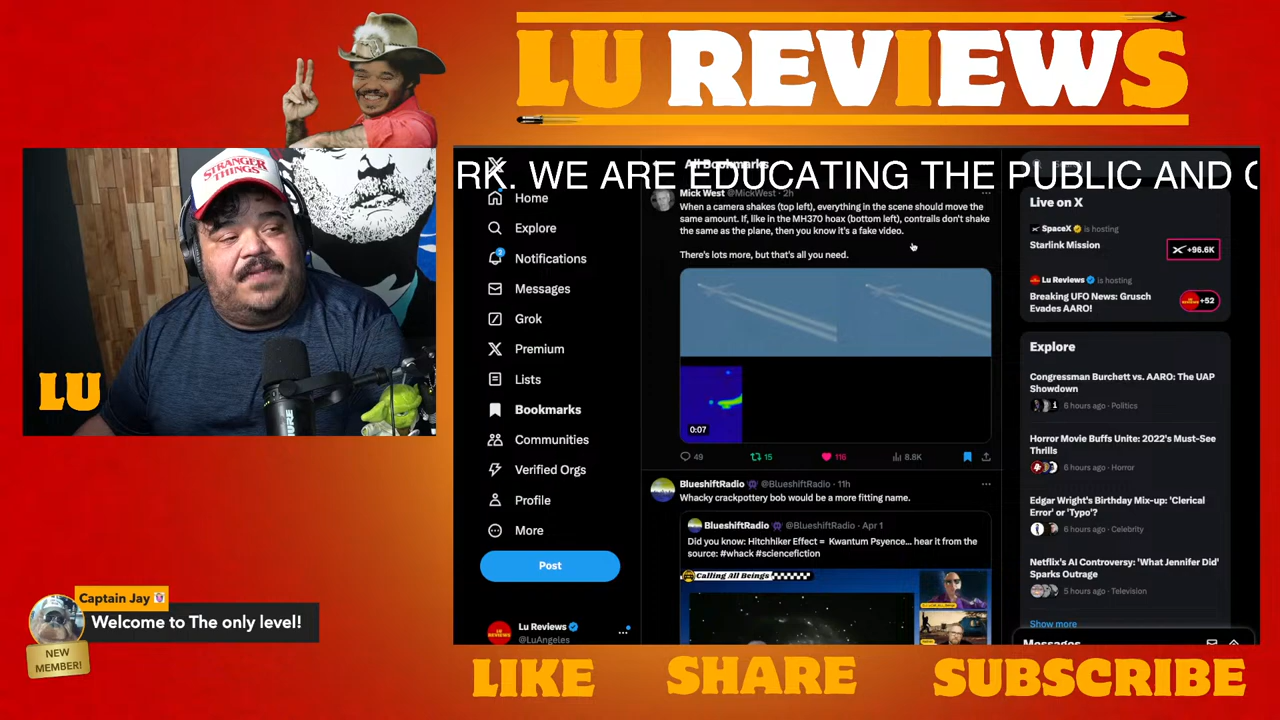 LU REVIEWS
STRANGER
THINGS
LU
Captain Jay
Welcome to The only level!
NEW
MEMBER!
RK. WE ARE EDUCATING THE PUBLIC AND
All Bookmarks
Home
Explore
Notifications
2
Messages
Grok
Premium
Lists
Bookmarks
Communities
Verified Orgs
Profile
More
Post
Lu Reviews
@LuAngeles
Mick West @MickWest · 2h
When a camera shakes (top left), everything in the scene should move the
same amount. If, like in the MH370 hoax (bottom left), contrails don't shake
the same as the plane, then you know it's a fake video.
There's lots more, but that's all you need.
0:07
49 15 116 8.8K
BlueshiftRadio @BlueshiftRadio · 11h
Whacky crackpottery bob would be a more fitting name.
BlueshiftRadio @BlueshiftRadio · Apr 1
Did you know: Hitchhiker Effect = Kwantum Psyence... hear it from the
source: #whack #sciencefiction
Calling All Beings
Live on X
SpaceX is hosting
Starlink Mission
+96.6K
Lu Reviews is hosting
Breaking UFO News: Grusch
Evades AARO!
+52
Explore
Congressman Burchett vs. AARO: The UAP
Showdown
6 hours ago · Politics
Horror Movie Buffs Unite: 2022's Must-See
Thrills
6 hours ago · Horror
Edgar Wright's Birthday Mix-up: 'Clerical
Error' or 'Typo'?
6 hours ago · Celebrity
Netflix's AI Controversy: 'What Jennifer Did'
Sparks Outrage
5 hours ago · Television
Show more
Messages
LIKE SHARE SUBSCRIBE